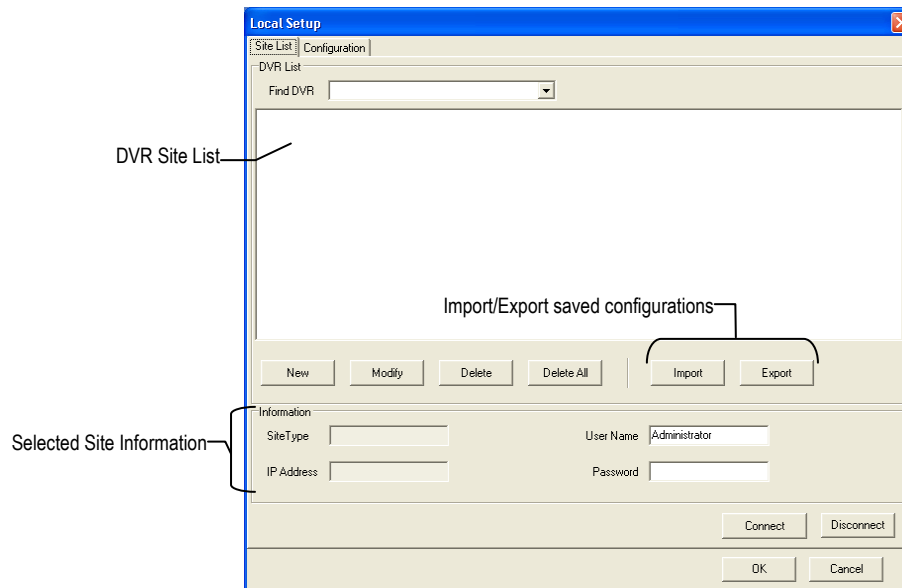 Local Setup
Site List Configuration
DVR List
Find DVR
DVR Site List
Import/Export saved configurations
New Modify Delete Delete All Import Export
Information
Selected Site Information
SiteType User Name Administrator
IP Address Password
Connect Disconnect
OK Cancel